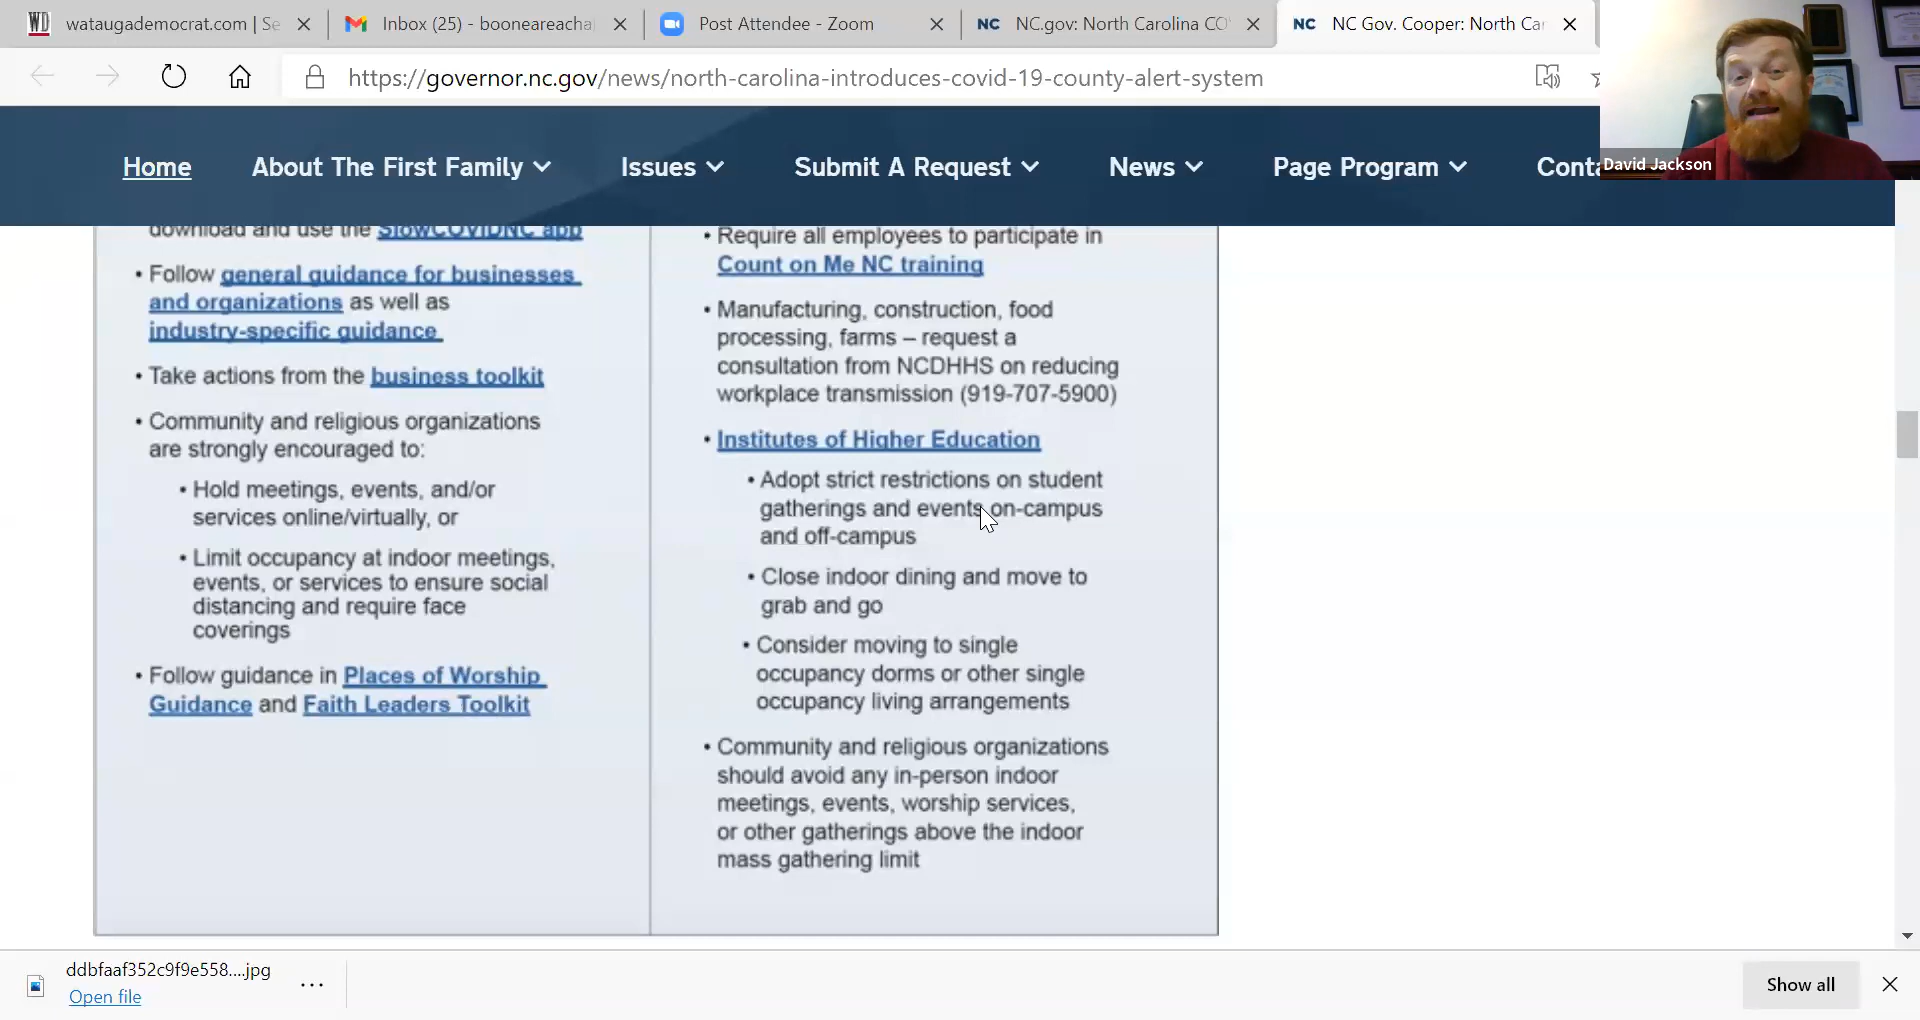 wataugademocrat.com | Se
Inbox (25) - booneareacha
Post Attendee - Zoom
NC.gov: North Carolina CO
NC Gov. Cooper: North Car
https://governor.nc.gov/news/north-carolina-introduces-covid-19-county-alert-system
David Jackson
Home
About The First Family
Issues
Submit A Request
News
Page Program
Conta
download and use the SlowCOVIDNC app
• Follow general guidance for businesses
and organizations as well as
industry-specific guidance
• Take actions from the business toolkit
• Community and religious organizations
are strongly encouraged to:
• Hold meetings, events, and/or
services online/virtually, or
• Limit occupancy at indoor meetings,
events, or services to ensure social
distancing and require face
coverings
• Follow guidance in Places of Worship
Guidance and Faith Leaders Toolkit
• Require all employees to participate in
Count on Me NC training
• Manufacturing, construction, food
processing, farms – request a
consultation from NCDHHS on reducing
workplace transmission (919-707-5900)
• Institutes of Higher Education
• Adopt strict restrictions on student
gatherings and events on-campus
and off-campus
• Close indoor dining and move to
grab and go
• Consider moving to single
occupancy dorms or other single
occupancy living arrangements
• Community and religious organizations
should avoid any in-person indoor
meetings, events, worship services,
or other gatherings above the indoor
mass gathering limit
ddbfaaf352c9f9e558....jpg
Open file
Show all